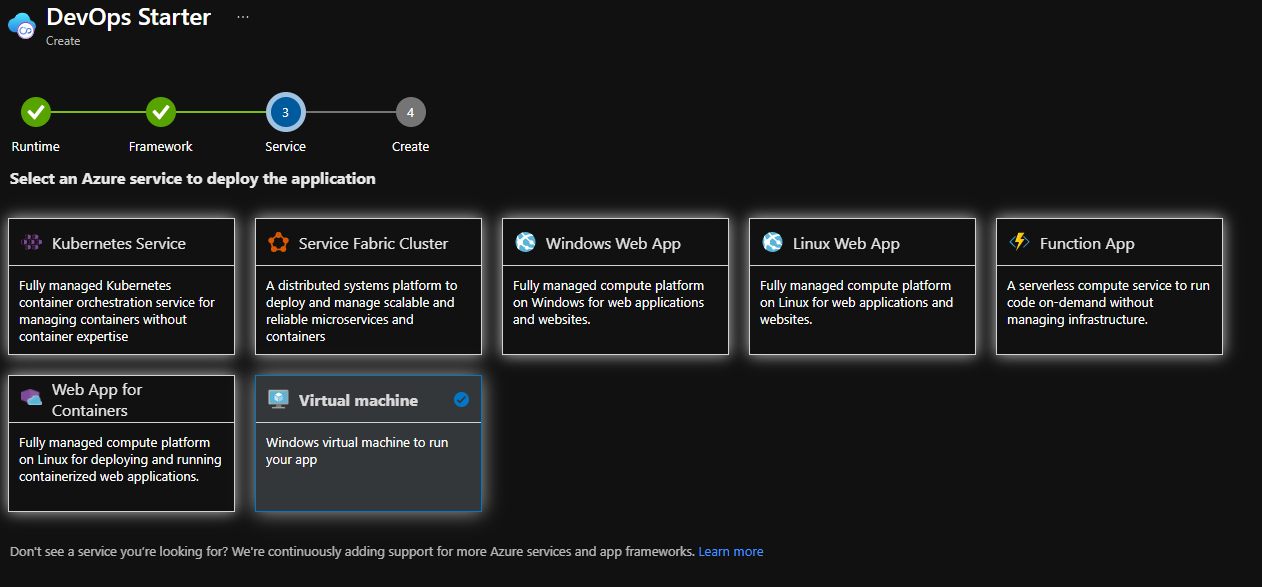 DevOps Starter ...
Create
3
4
Runtime
Framework
Service
Create
Select an Azure service to deploy the application
Kubernetes Service
Fully managed Kubernetes
container orchestration service for
managing containers without
container expertise
Service Fabric Cluster
A distributed systems platform to
deploy and manage scalable and
reliable microservices and
containers
Windows Web App
Fully managed compute platform
on Windows for web applications
and websites.
Linux Web App
Fully managed compute platform
on Linux for web applications and
websites.
Function App
A serverless compute service to run
code on-demand without
managing infrastructure.
Web App for
Containers
Fully managed compute platform
on Linux for deploying and running
containerized web applications.
Virtual machine
Windows virtual machine to run
your app
Don't see a service you're looking for? We're continuously adding support for more Azure services and app frameworks. Learn more